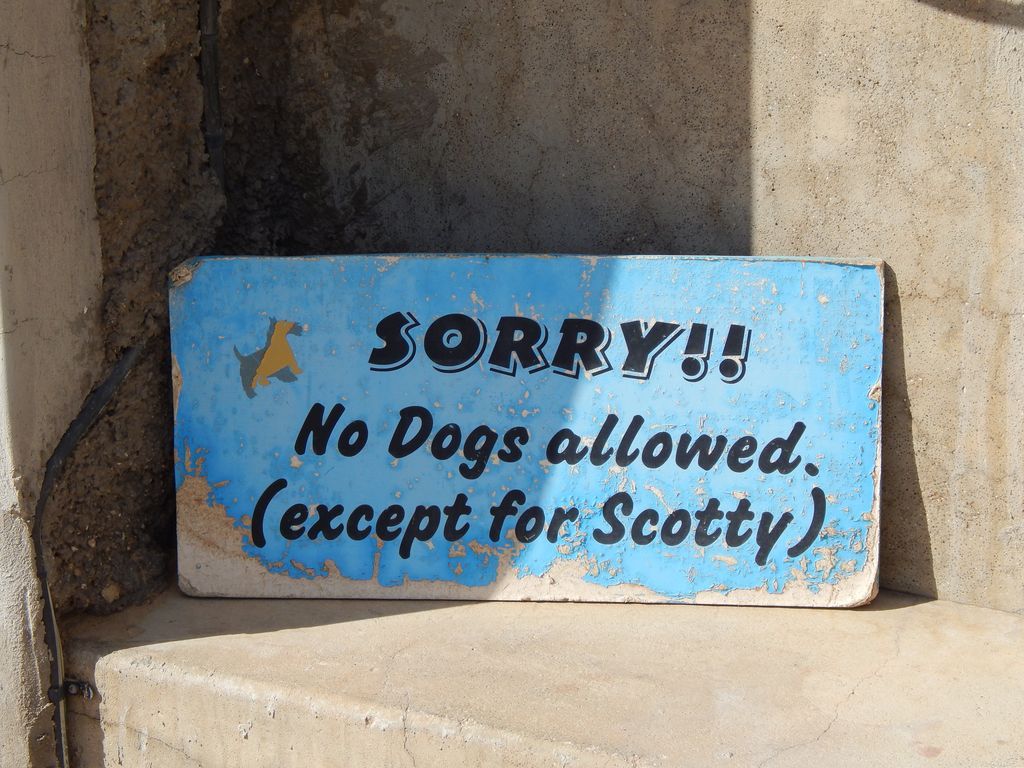 SORRY!!
No Dogs allowed.
(except for Scotty)